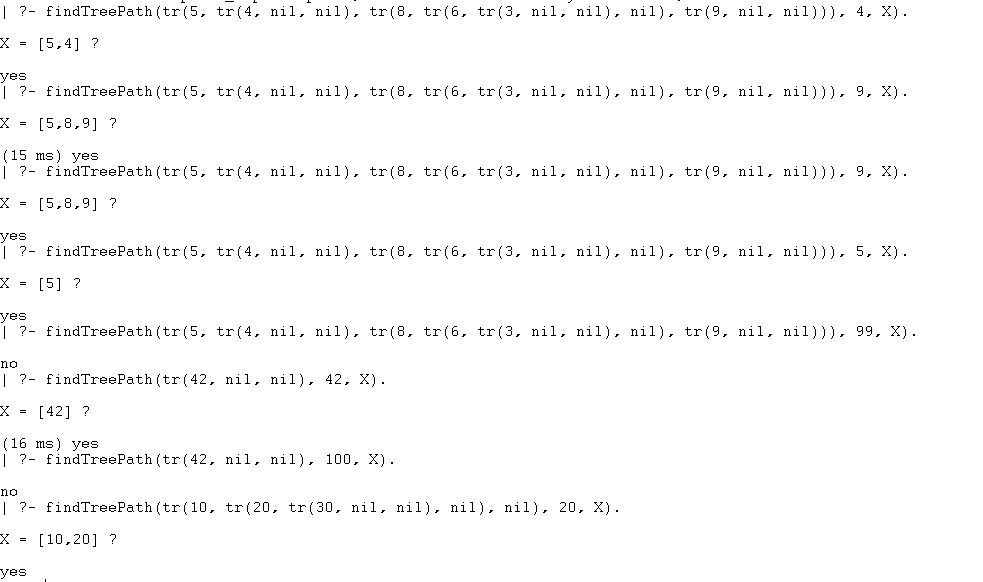 | ?- findTreePath(tr(5, tr(4, nil, nil), tr(8, tr(6, tr(3, nil, nil), nil), tr(9, nil, nil))), 4, X).
X = [5,4] ?
yes
| ?- findTreePath(tr(5, tr(4, nil, nil), tr(8, tr(6, tr(3, nil, nil), nil), tr(9, nil, nil))), 9, X).
X = [5,8,9] ?
(15 ms) yes
| ?- findTreePath(tr(5, tr(4, nil, nil), tr(8, tr(6, tr(3, nil, nil), nil), tr(9, nil, nil))), 9, X).
X = [5,8,9] ?
yes
| ?- findTreePath(tr(5, tr(4, nil, nil), tr(8, tr(6, tr(3, nil, nil), nil), tr(9, nil, nil))), 5, X).
X = [5] ?
yes
| ?- findTreePath(tr(5, tr(4, nil, nil), tr(8, tr(6, tr(3, nil, nil), nil), tr(9, nil, nil))), 99, X).
no
| ?- findTreePath(tr(42, nil, nil), 42, X).
X = [42] ?
(16 ms) yes
| ?- findTreePath(tr(42, nil, nil), 100, X).
no
| ?- findTreePath(tr(10, tr(20, tr(30, nil, nil), nil), nil), 20, X).
X = [10,20] ?
yes